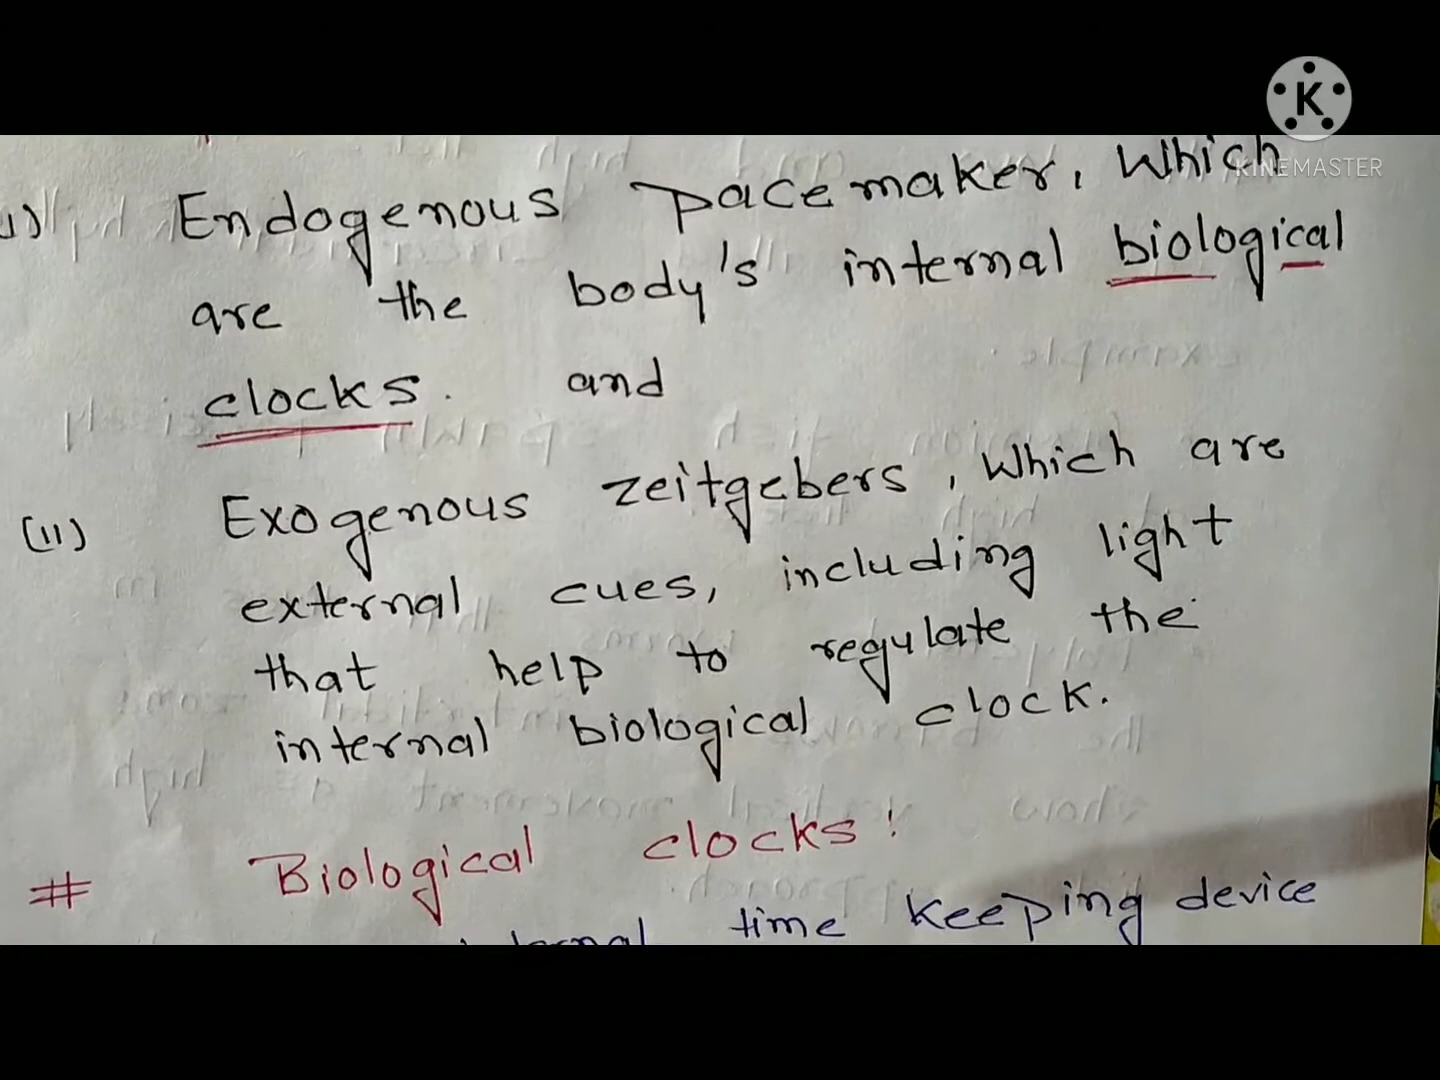 K
KINEMASTER
Endogenous pacemaker, which
are the body's internal biological
clocks. and
(11) Exogenous zeitgebers, which are
external cues, including light
that help to regulate the
internal biological clock.
# Biological clocks:
time keeping device